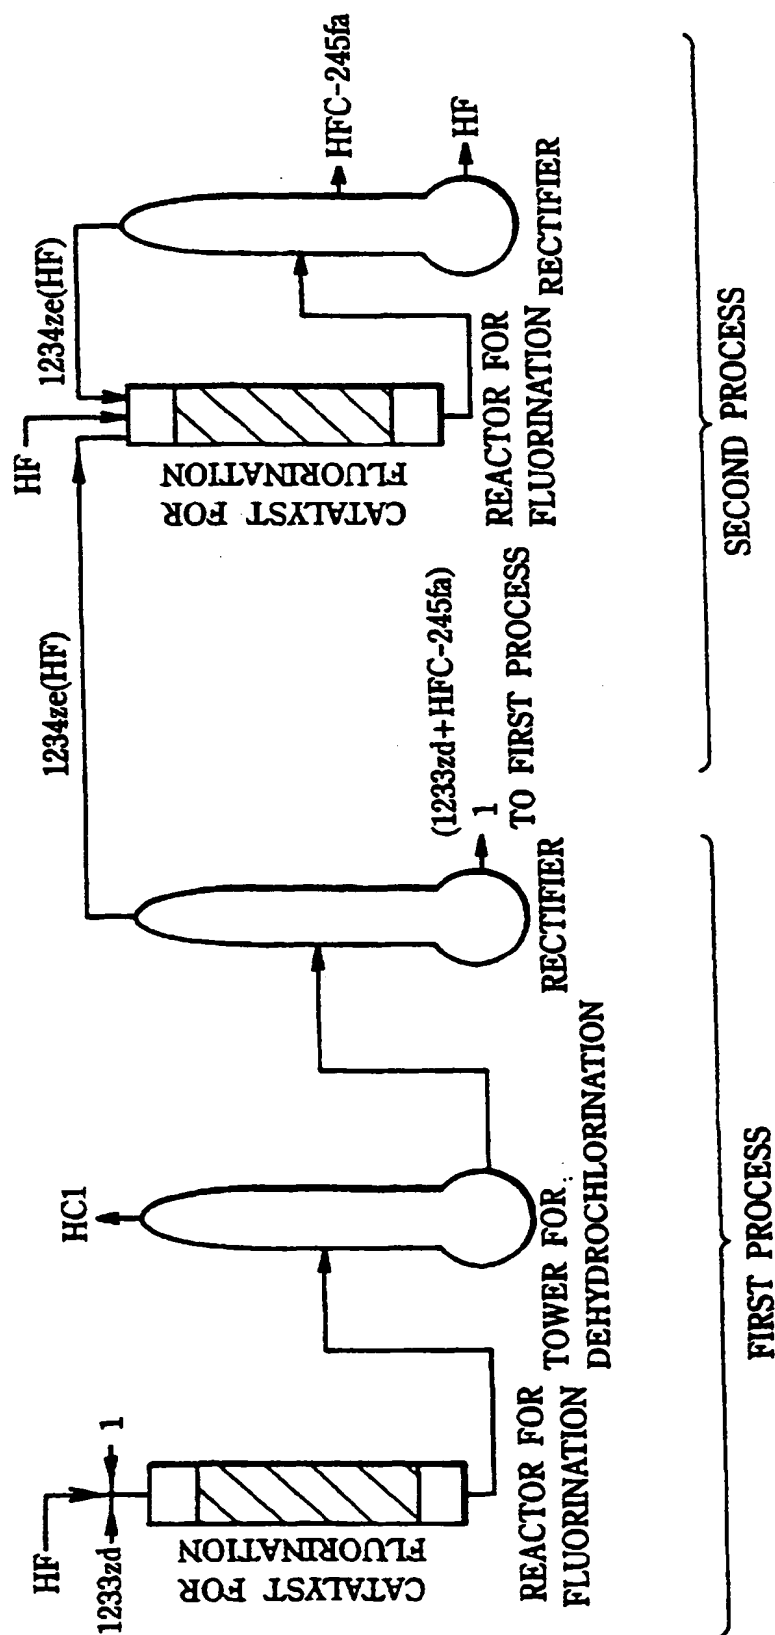 HF
1233zd
1
CATALYST FOR
FLUORINATION
REACTOR FOR
FLUORINATION
HCl
TOWER FOR
DEHYDROCHLORINATION
RECTIFIER
(1233zd+HFC-245fa)
1
TO FIRST PROCESS
1234ze(HF)
HF
1234ze(HF)
CATALYST FOR
FLUORINATION
REACTOR FOR
FLUORINATION
RECTIFIER
HFC-245fa
HF
FIRST PROCESS
SECOND PROCESS